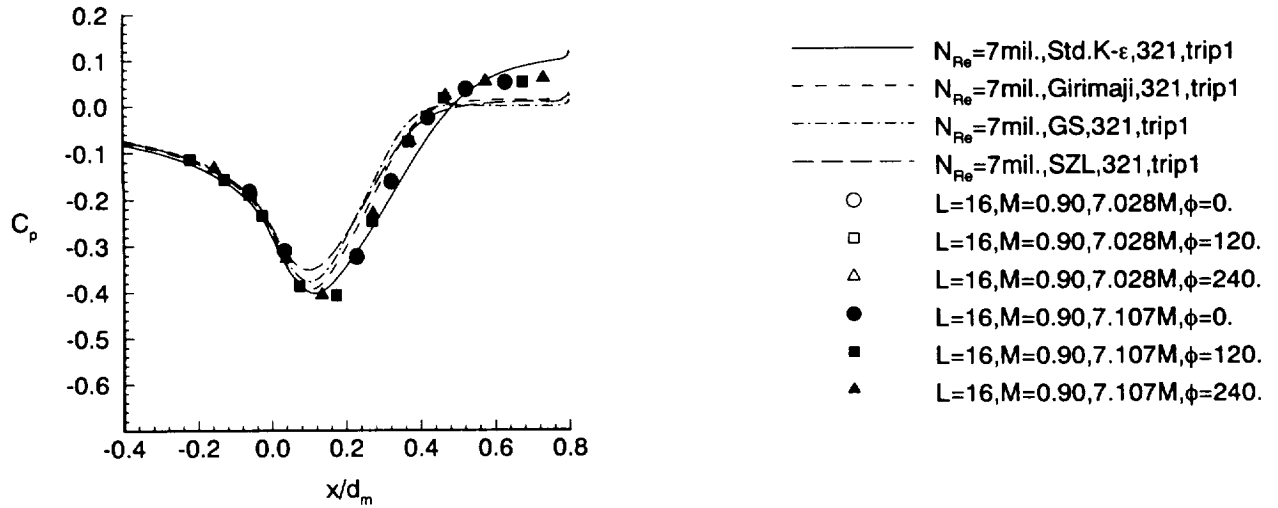 0.2
0.1
0.0
-0.1
-0.2
-0.3
-0.4
-0.5
-0.6
C_p
-0.4 -0.2 0.0 0.2 0.4 0.6 0.8
x/d_m
N_Re=7mil.,Std.K-ε,321,trip1
N_Re=7mil.,Girimaji,321,trip1
N_Re=7mil.,GS,321,trip1
N_Re=7mil.,SZL,321,trip1
L=16,M=0.90,7.028M,ϕ=0.
L=16,M=0.90,7.028M,ϕ=120.
L=16,M=0.90,7.028M,ϕ=240.
L=16,M=0.90,7.107M,ϕ=0.
L=16,M=0.90,7.107M,ϕ=120.
L=16,M=0.90,7.107M,ϕ=240.